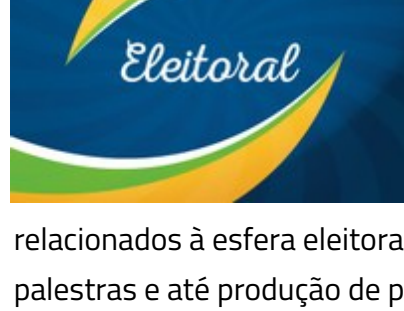 Eleitoral
relacionados à esfera eleitora
palestras e até produção de p